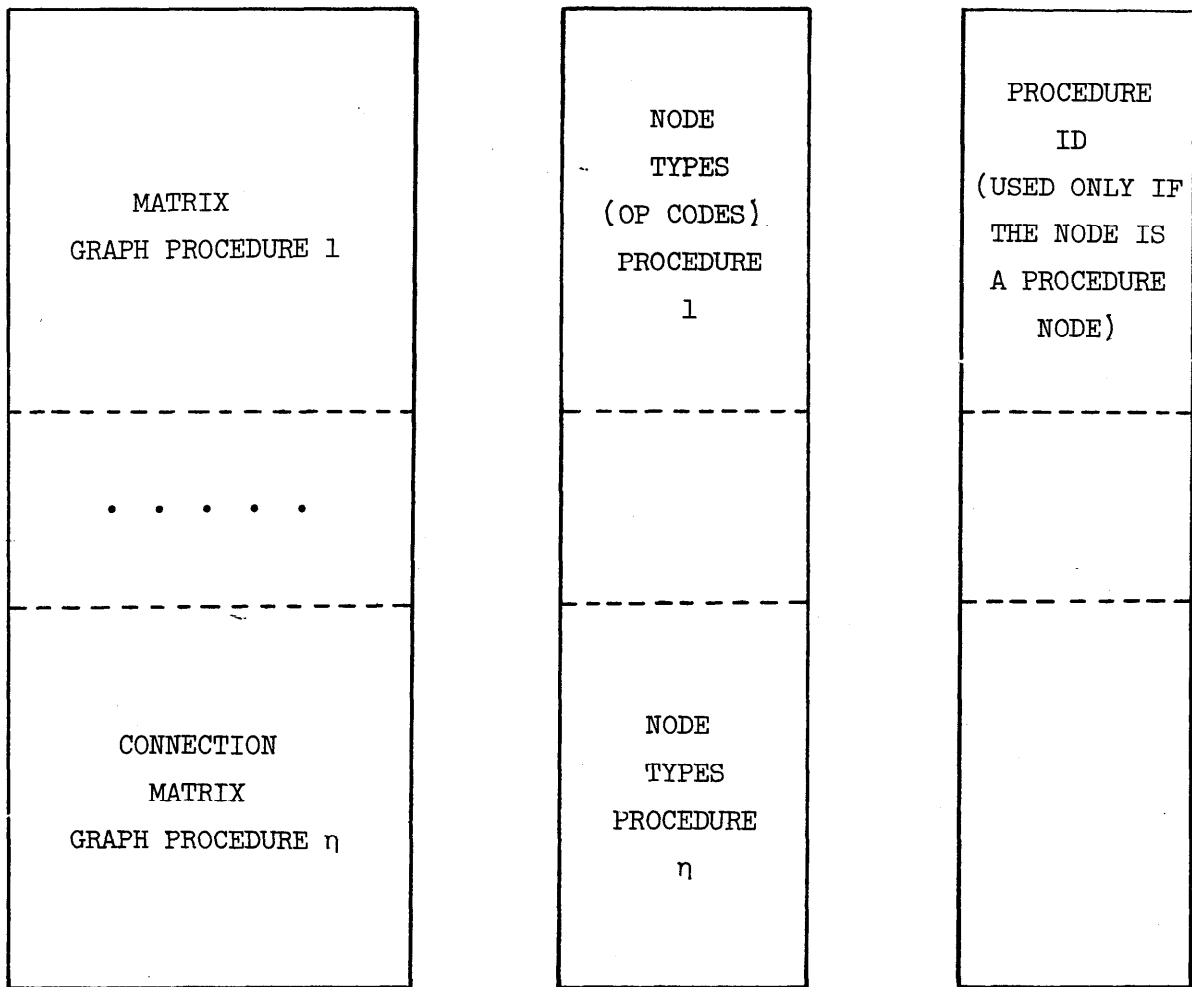 MATRIX
GRAPH PROCEDURE 1
NODE
TYPES
(OP CODES)
PROCEDURE
1
PROCEDURE
ID
(USED ONLY IF
THE NODE IS
A PROCEDURE
NODE)
. . . . .
CONNECTION
MATRIX
GRAPH PROCEDURE η
NODE
TYPES
PROCEDURE
η